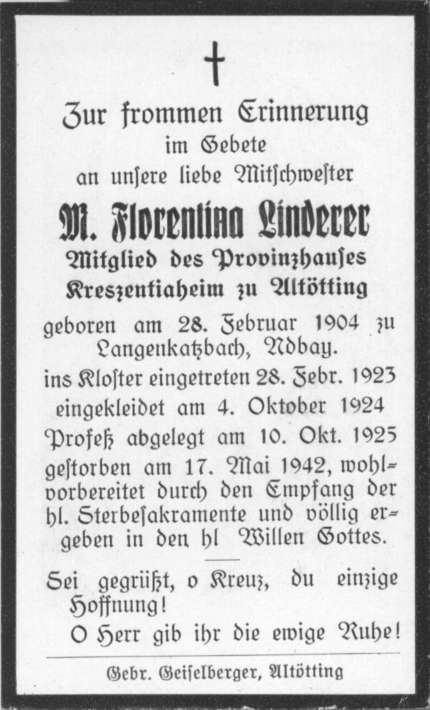 Zur frommen Erinnerung
im Gebete
an unsere liebe Mitschwester
M. Florentina Linderer
Mitglied des Provinzhauses
Kreszentiaheim zu Altötting
geboren am 28. Februar 1904 zu
Langenkatzbach, Ndbay.
ins Kloster eingetreten 28. Febr. 1923
eingekleidet am 4. Oktober 1924
Profeß abgelegt am 10. Okt. 1925
gestorben am 17. Mai 1942, wohl=
vorbereitet durch den Empfang der
hl. Sterbesakramente und völlig er=
geben in den hl Willen Gottes.
Sei gegrüßt, o Kreuz, du einzige
Hoffnung!
O Herr gib ihr die ewige Ruhe!
Gebr. Geiselberger, Altötting